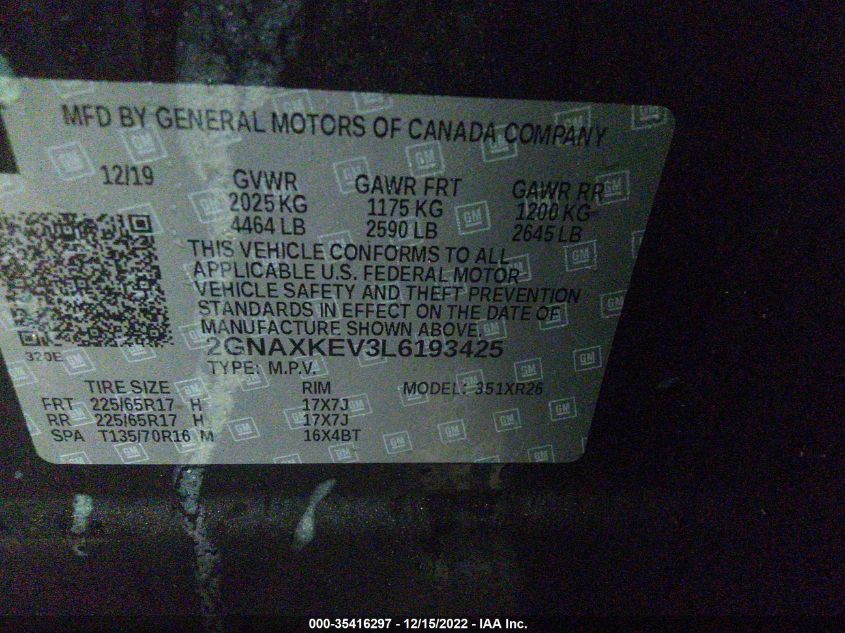 MFD BY GENERAL MOTORS OF CANADA COMPANY
12/19 GVWR GAWR FRT GAWR RR
2025 KG 1175 KG 1200 KG
4464 LB 2590 LB 2645 LB
THIS VEHICLE CONFORMS TO ALL
APPLICABLE U.S. FEDERAL MOTOR
VEHICLE SAFETY AND THEFT PREVENTION
STANDARDS IN EFFECT ON THE DATE OF
MANUFACTURE SHOWN ABOVE.
320E
2GNAXKEV3L6193425
TYPE: M.P.V.
TIRE SIZE RIM MODEL: 351XR26
FRT 225/65R17 H 17X7J
RR 225/65R17 H 17X7J
SPA T135/70R16 M 16X4BT
000-35416297 - 12/15/2022 - IAA Inc.